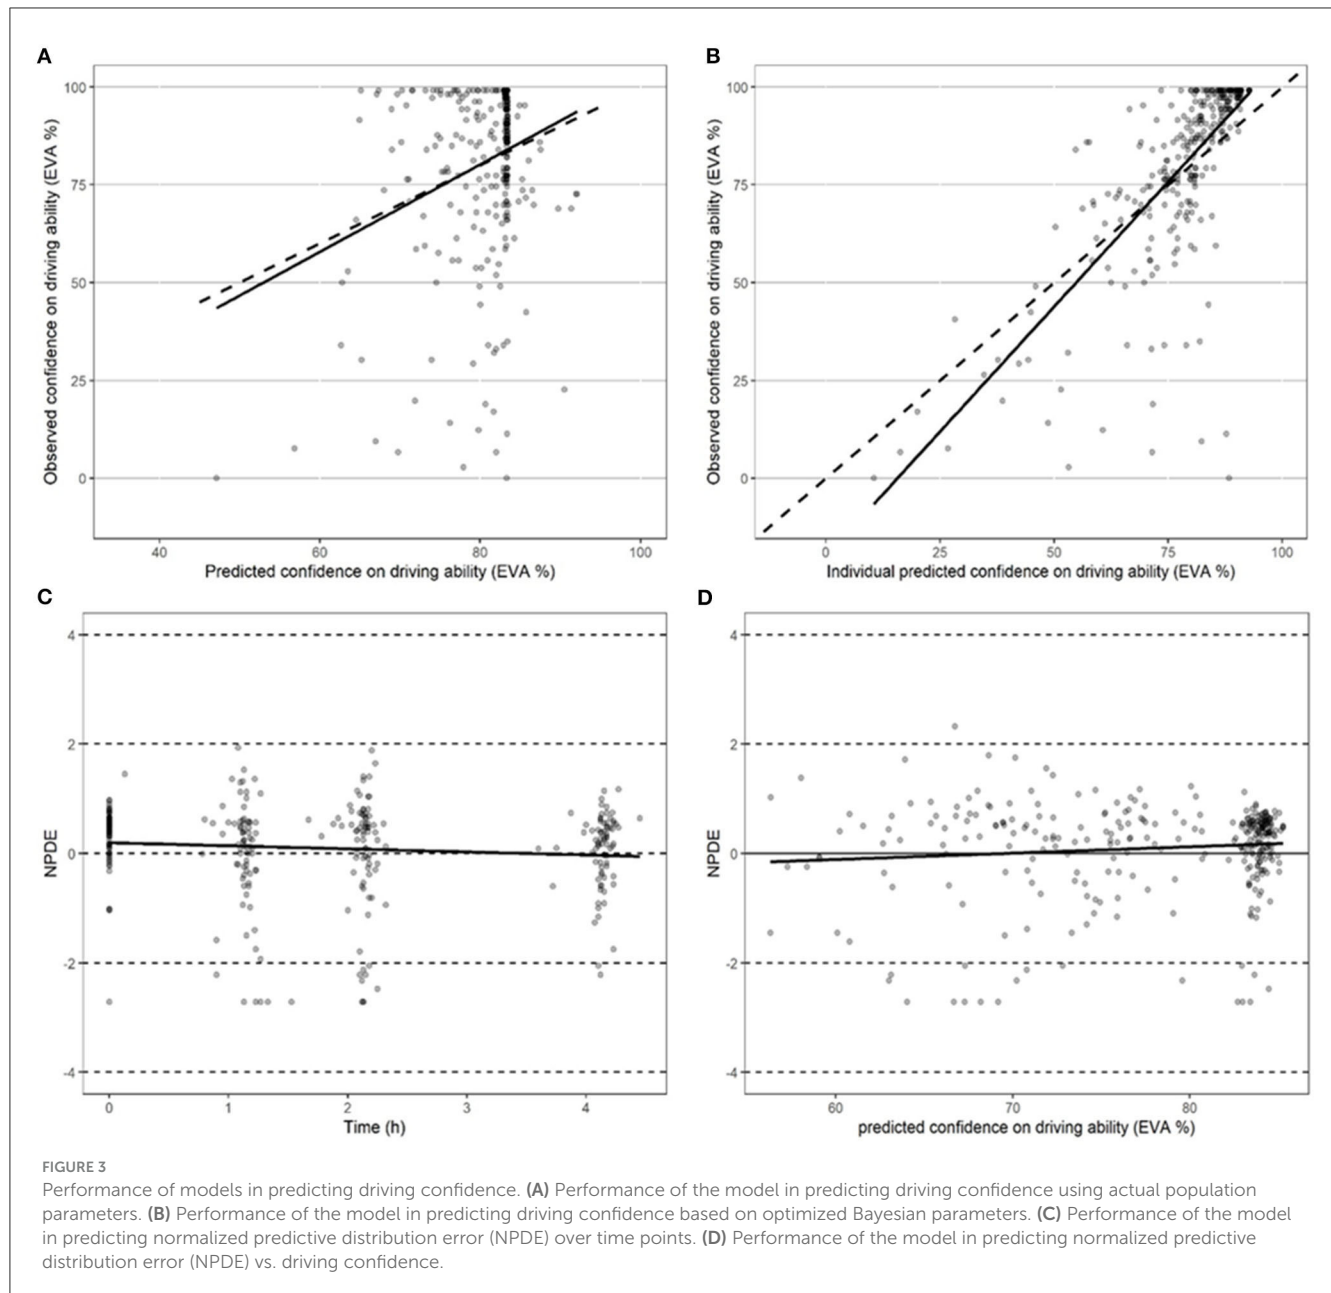 A
B
100
75
50
25
0
Observed confidence on driving ability (EVA %)
40
60
80
100
Predicted confidence on driving ability (EVA %)
100
75
50
25
0
Observed confidence on driving ability (EVA %)
0
25
50
75
100
Individual predicted confidence on driving ability (EVA %)
C
D
4
2
0
-2
-4
NPDE
0
1
2
3
4
Time (h)
4
2
0
-2
-4
NPDE
60
70
80
predicted confidence on driving ability (EVA %)
FIGURE 3
Performance of models in predicting driving confidence. (A) Performance of the model in predicting driving confidence using actual population
parameters. (B) Performance of the model in predicting driving confidence based on optimized Bayesian parameters. (C) Performance of the model
in predicting normalized predictive distribution error (NPDE) over time points. (D) Performance of the model in predicting normalized predictive
distribution error (NPDE) vs. driving confidence.